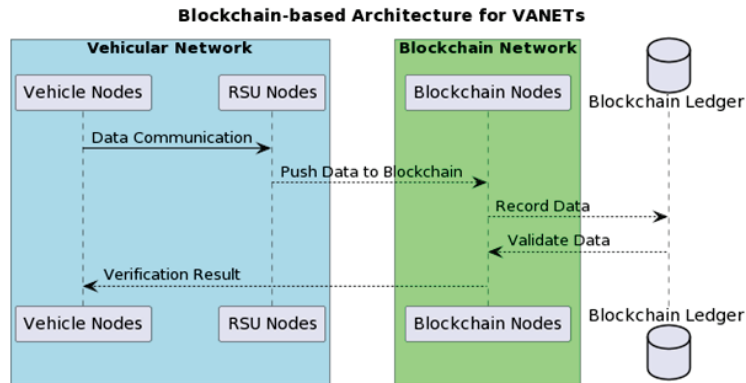 Blockchain-based Architecture for VANETs
Vehicular Network
Blockchain Network
Vehicle Nodes
RSU Nodes
Blockchain Nodes
Blockchain Ledger
Data Communication
Push Data to Blockchain
Record Data
Validate Data
Verification Result
Vehicle Nodes
RSU Nodes
Blockchain Nodes
Blockchain Ledger